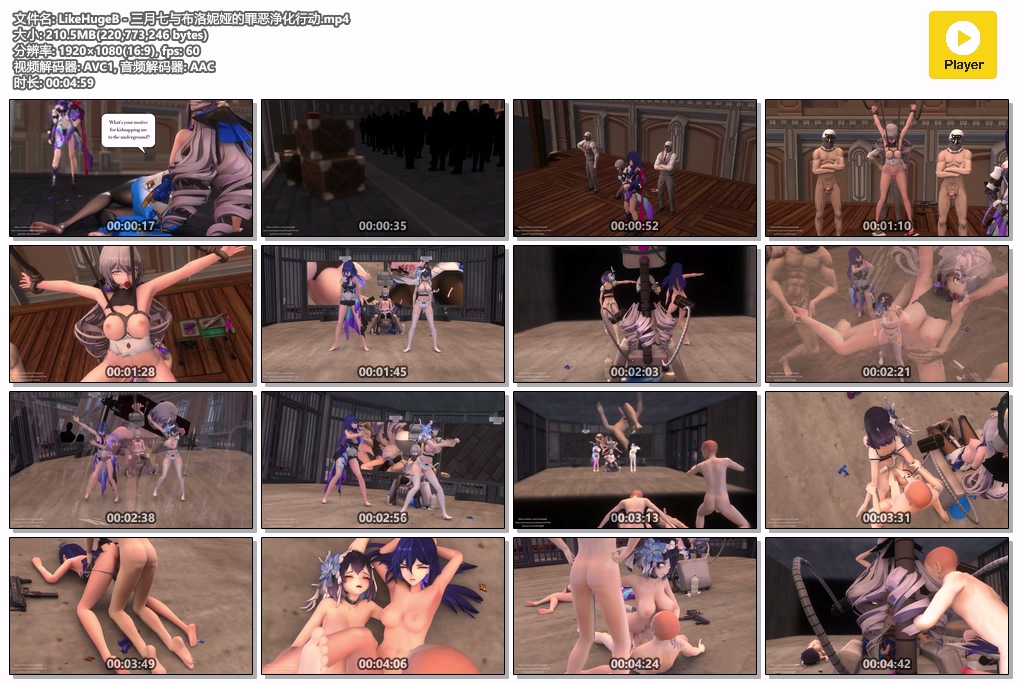 文件名: LikeHugeB - 三月七与布洛妮娅的罪恶净化行动.mp4
大小: 210.5MB(220,773,246 bytes)
分辨率: 1920×1080(16:9), fps: 60
视频解码器: AVC1, 音频解码器: AAC
时长: 00:04:59
Player
What's your motive
for kidnapping me
to the underground?
00:00:17
00:00:35
00:00:52
00:01:10
00:01:28
00:01:45
00:02:03
00:02:21
00:02:38
00:02:56
00:03:13
00:03:31
00:03:49
00:04:06
00:04:24
00:04:42